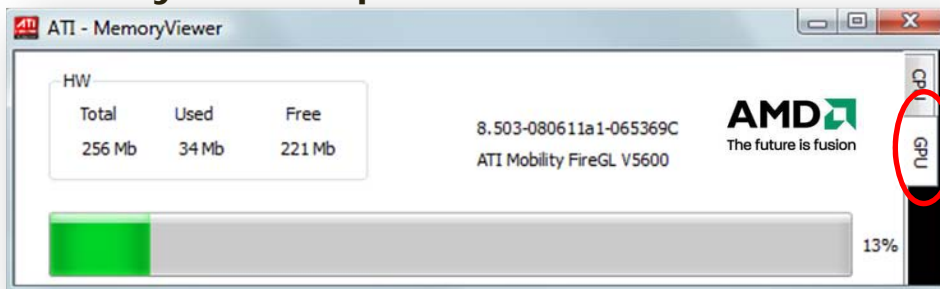 ATI ATI - MemoryViewer
HW
Total Used Free
256 Mb 34 Mb 221 Mb
8.503-080611a1-065369C
ATI Mobility FireGL V5600
AMD
The future is fusion
CPU
GPU
13%